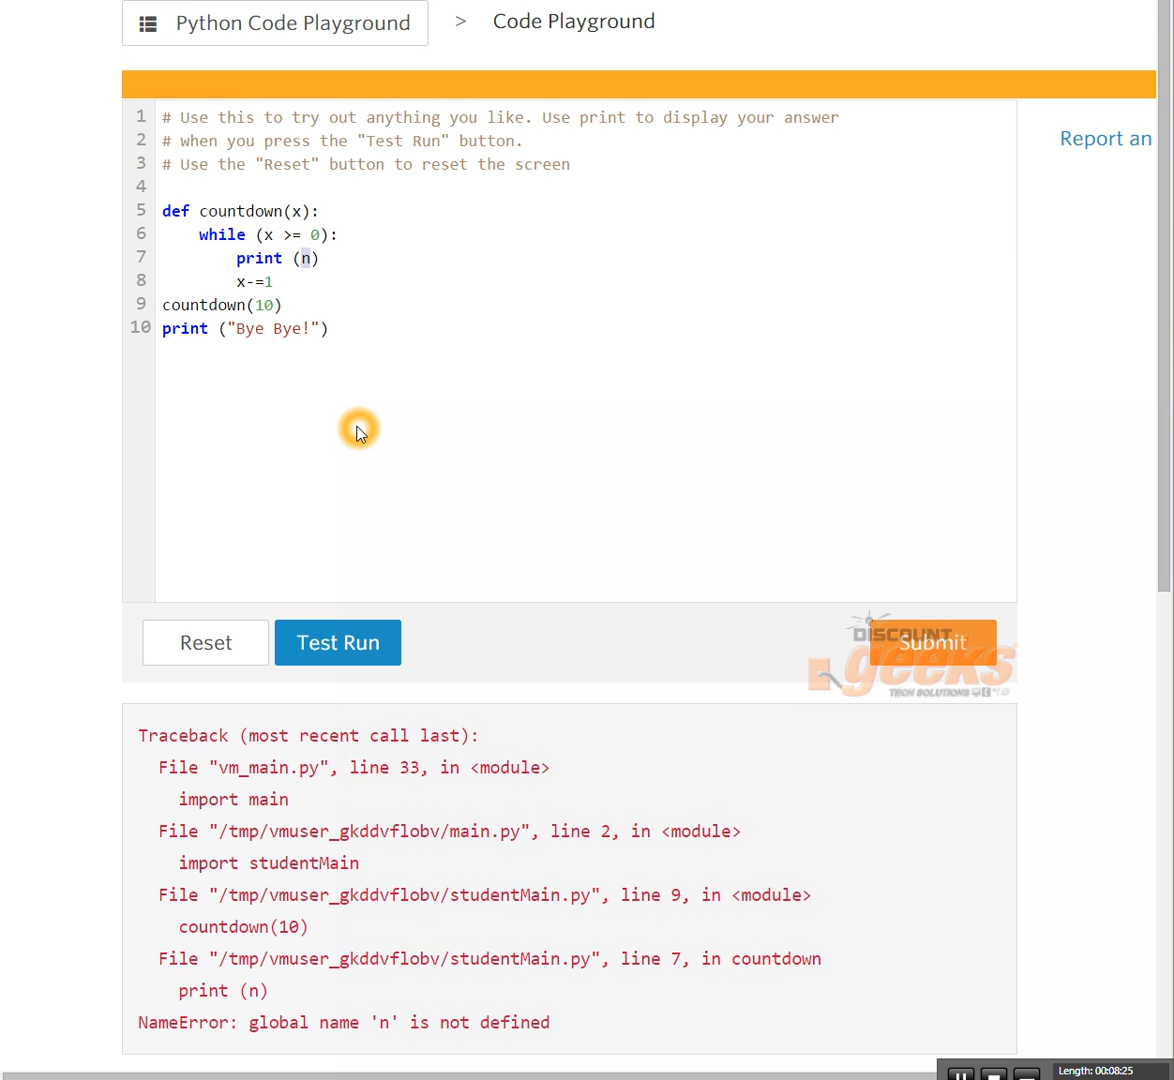 Python Code Playground > Code Playground
1 # Use this to try out anything you like. Use print to display your answer
Report an
2 # when you press the "Test Run" button.
3 # Use the "Reset" button to reset the screen
4
5 def countdown(x):
6 while (x >= 0):
7 print (n)
8 x-=1
9 countdown(10)
10 print ("Bye Bye!")
Reset Test Run Submit
DISCOUNT
geeks
TECH SOLUTIONS
Traceback (most recent call last):
File "vm_main.py", line 33, in <module>
import main
File "/tmp/vmuser_gkddvflobv/main.py", line 2, in <module>
import studentMain
File "/tmp/vmuser_gkddvflobv/studentMain.py", line 9, in <module>
countdown(10)
File "/tmp/vmuser_gkddvflobv/studentMain.py", line 7, in countdown
print (n)
NameError: global name 'n' is not defined
Length: 00:08:25